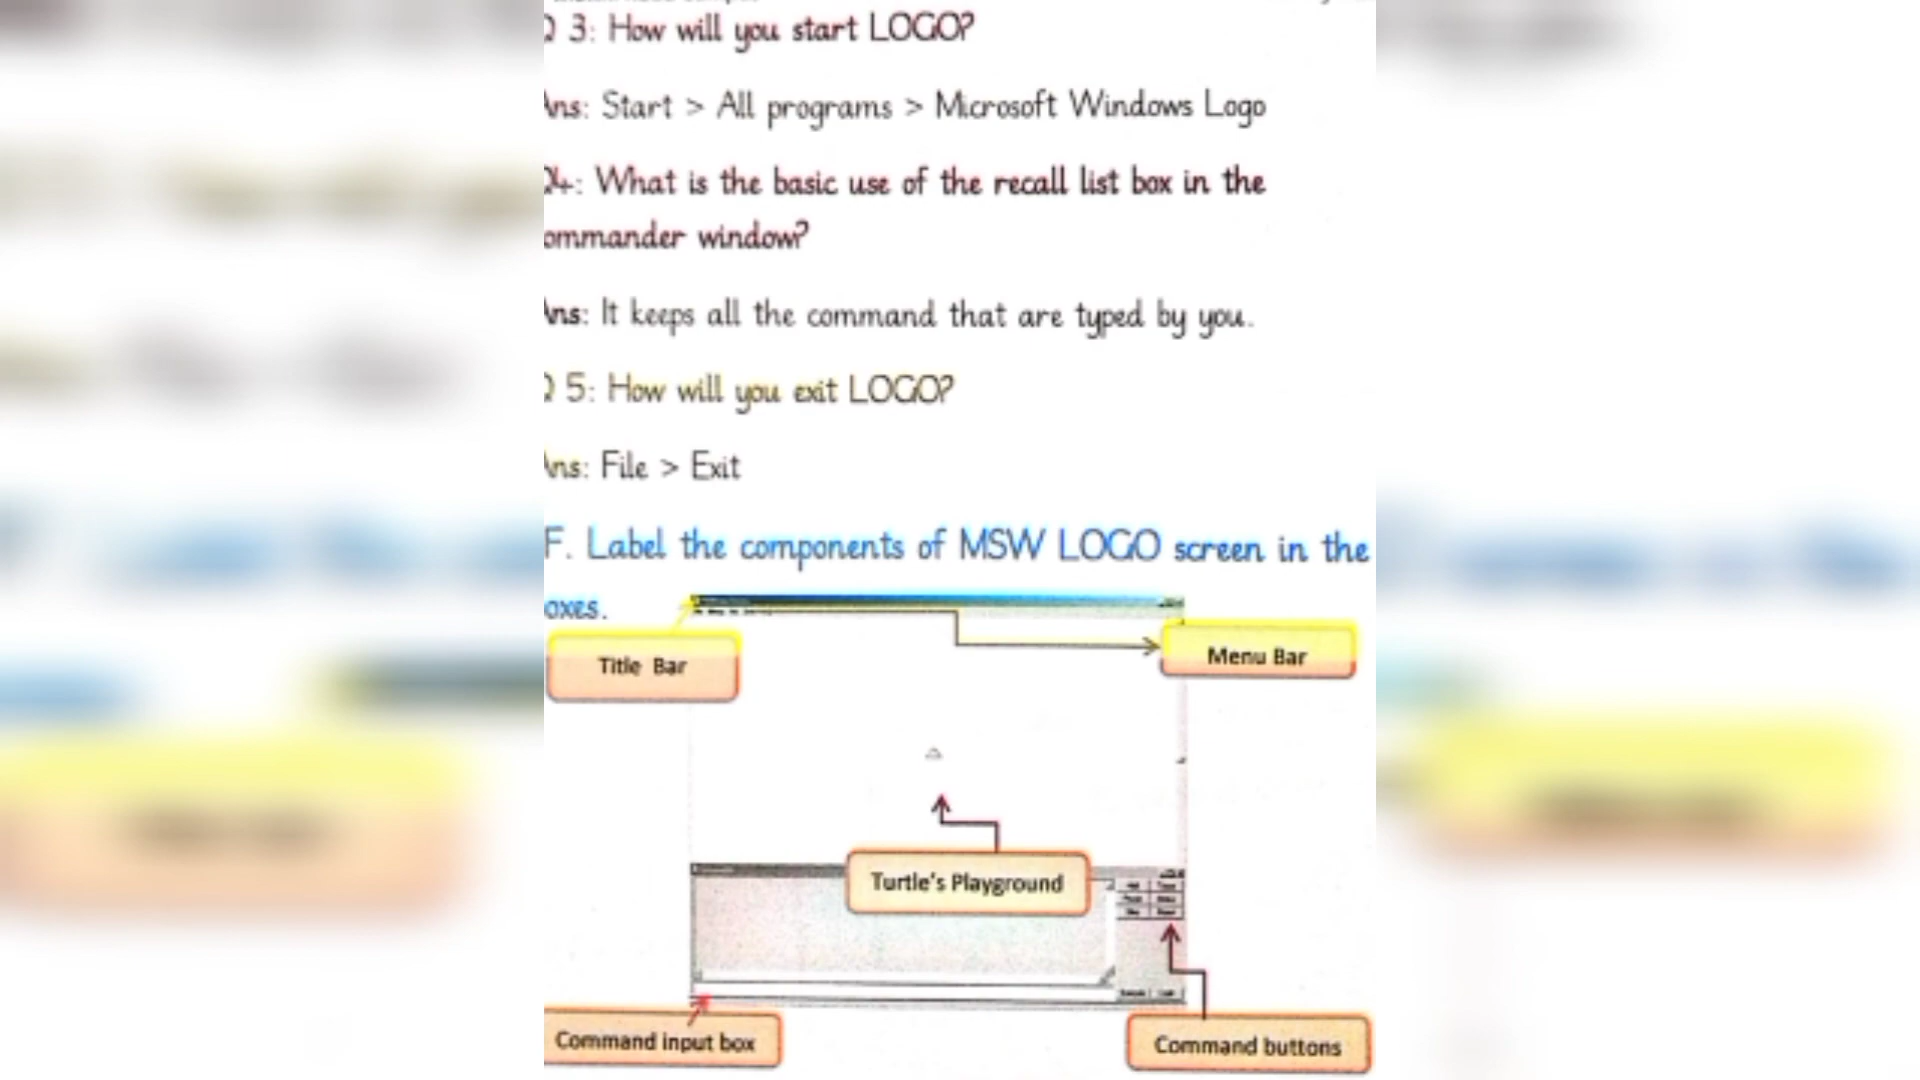 3: How will you start LOGO?
Ans: Start > All programs > Microsoft Windows Logo
Q4: What is the basic use of the recall list box in the
ommander window?
Ans: It keeps all the command that are typed by you.
Q 5: How will you exit LOGO?
Ans: File > Exit
F. Label the components of MSW LOGO screen in the
oxes.
Title Bar
Menu Bar
Turtle's Playground
Command input box
Command buttons